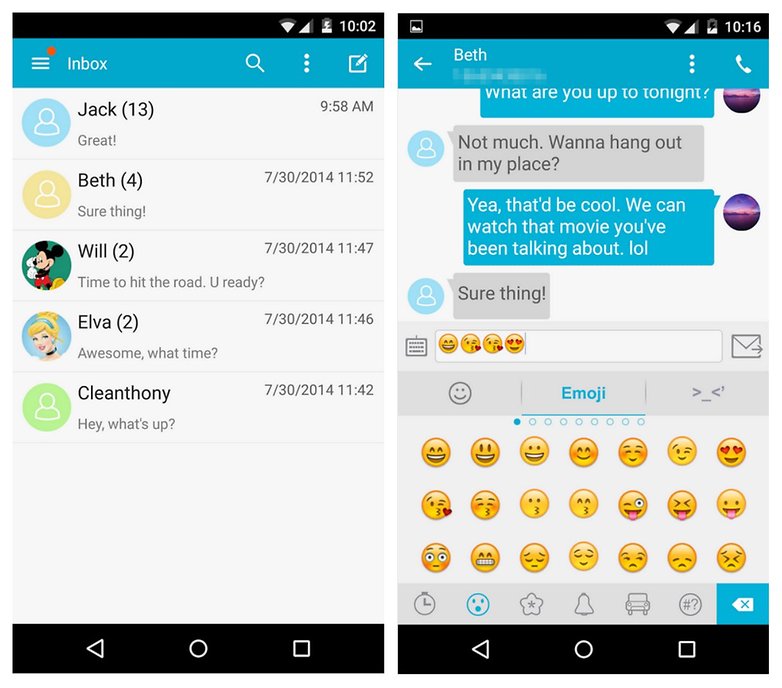 10:02
Inbox
Jack (13)
9:58 AM
Great!
Beth (4)
7/30/2014 11:52
Sure thing!
Will (2)
7/30/2014 11:47
Time to hit the road. U ready?
Elva (2)
7/30/2014 11:46
Awesome, what time?
Cleanthony
7/30/2014 11:42
Hey, what's up?
10:16
Beth
What are you up to tonight?
Not much. Wanna hang out
in my place?
Yea, that'd be cool. We can
watch that movie you've
been talking about. lol
Sure thing!
😄😘😘😍
Emoji
>_<'
#?